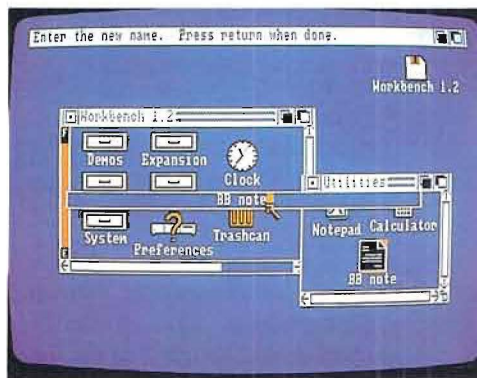 Enter the new name.  Press return when done.
Workbench 1.2
Workbench 1.2
Demos Expansion
Clock
Utilities
BB note
System
Preferences
Trashcan
Notepad Calculator
BB note